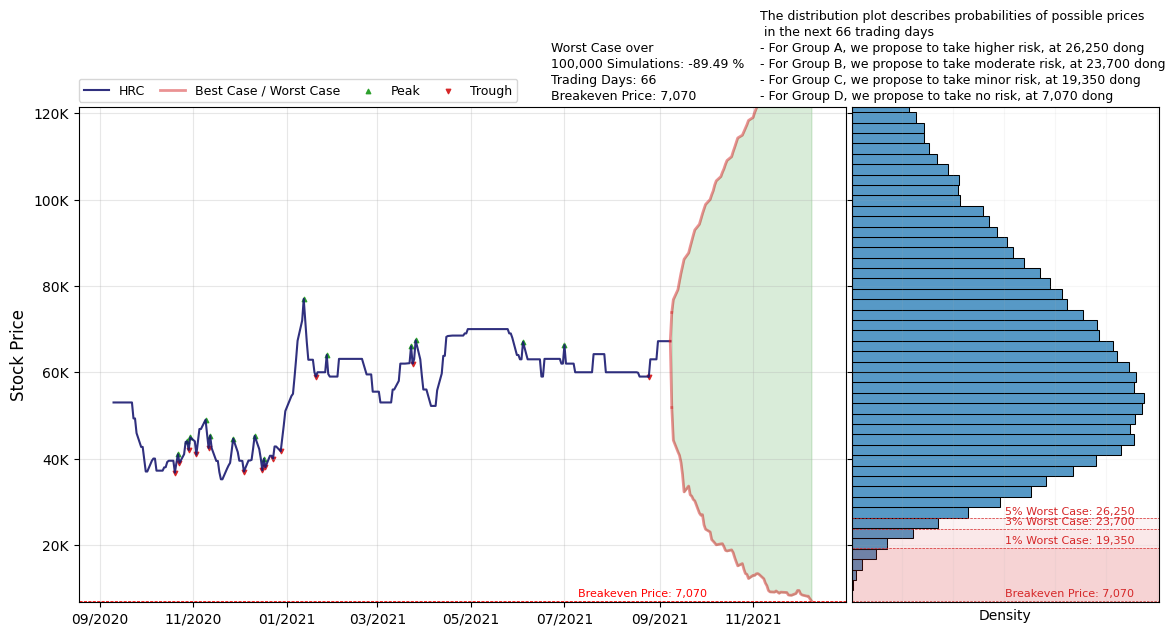 The distribution plot describes probabilities of possible prices
in the next 66 trading days
- For Group A, we propose to take higher risk, at 26,250 dong
- For Group B, we propose to take moderate risk, at 23,700 dong
- For Group C, we propose to take minor risk, at 19,350 dong
- For Group D, we propose to take no risk, at 7,070 dong
Worst Case over
100,000 Simulations: -89.49 %
Trading Days: 66
Breakeven Price: 7,070
HRC
Best Case / Worst Case
Peak
Trough
Stock Price
120K
100K
80K
60K
40K
20K
09/2020
11/2020
01/2021
03/2021
05/2021
07/2021
09/2021
11/2021
Breakeven Price: 7,070
5% Worst Case: 26,250
3% Worst Case: 23,700
1% Worst Case: 19,350
Breakeven Price: 7,070
Density